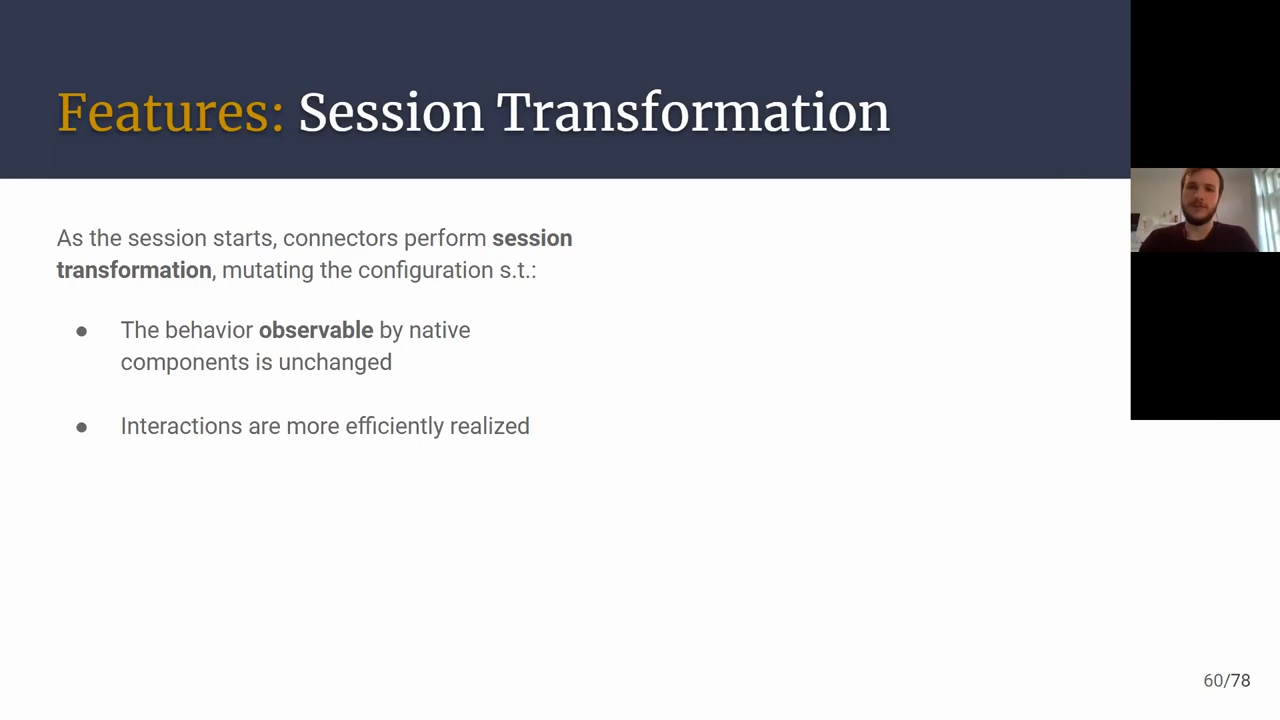 Features: Session Transformation
As the session starts, connectors perform session
transformation, mutating the configuration s.t.:
● The behavior observable by native
components is unchanged
● Interactions are more efficiently realized
60/78